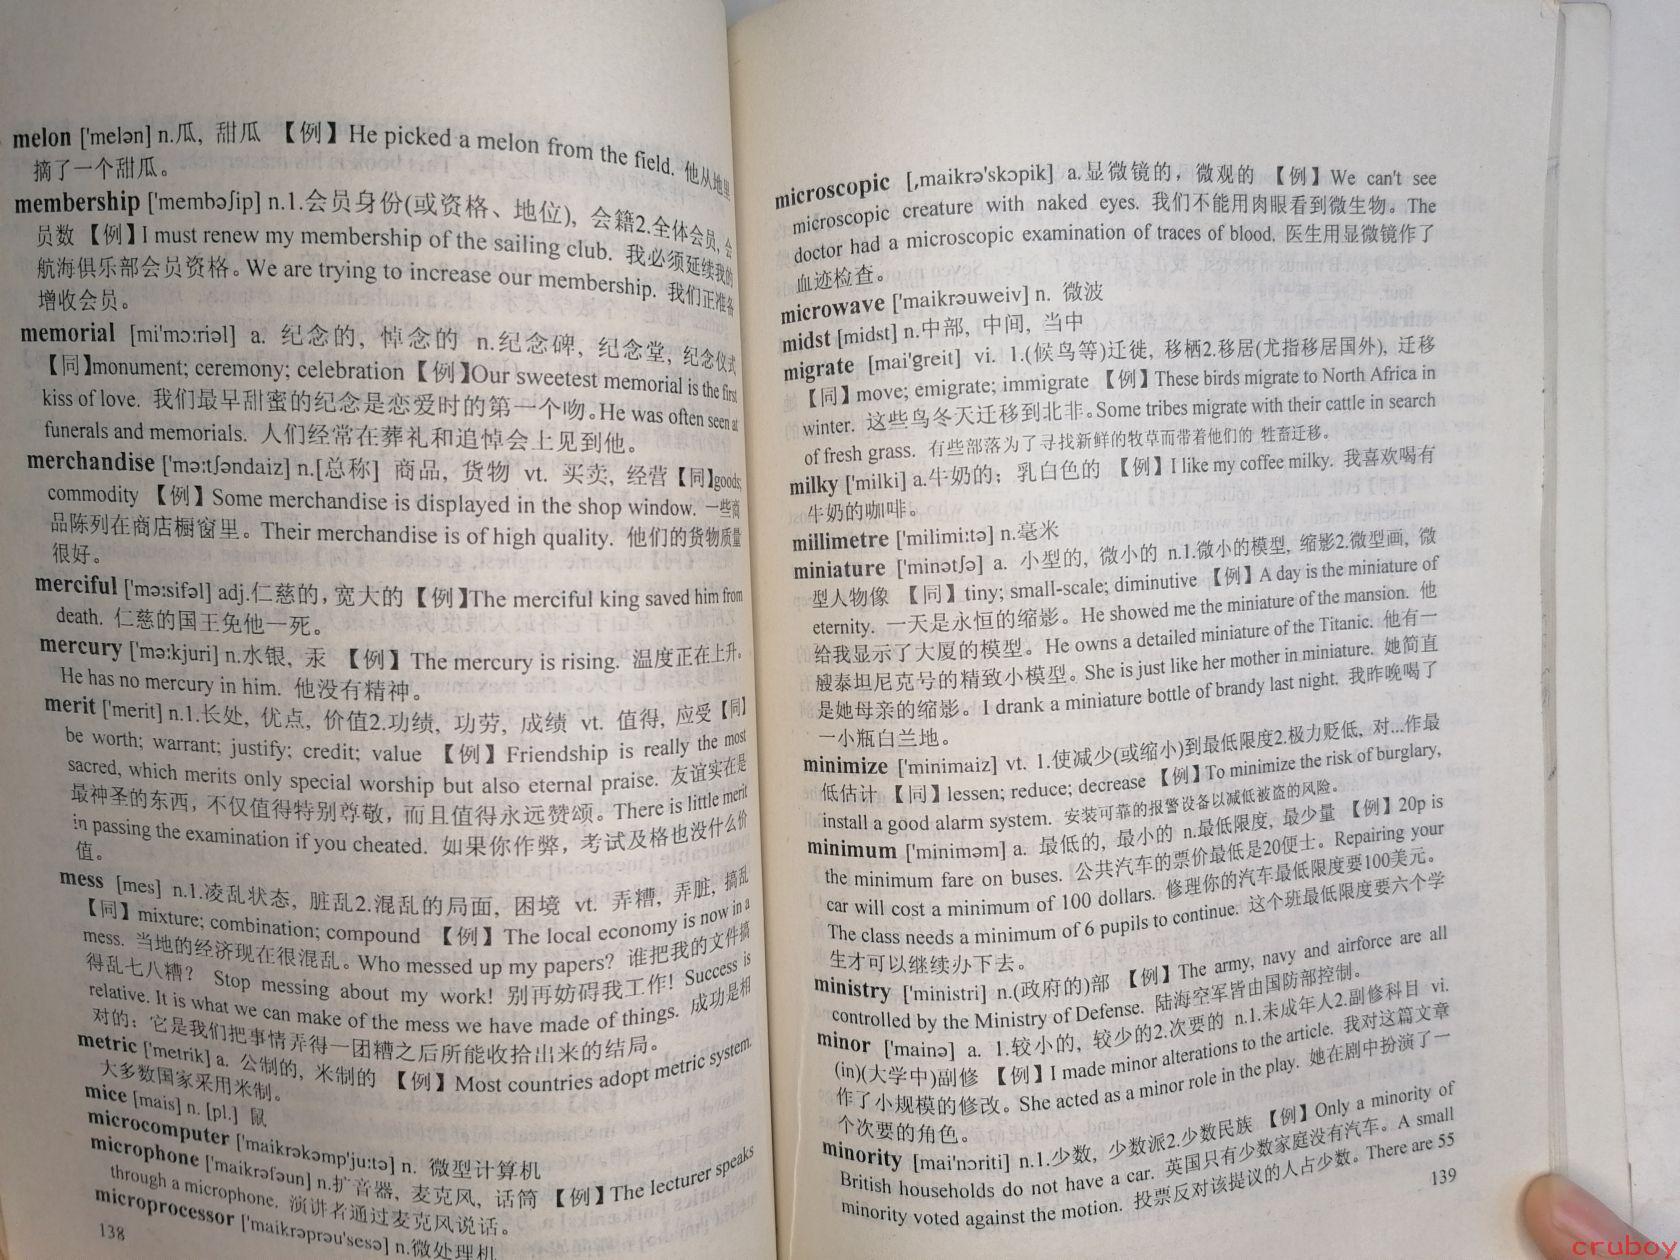 melon ['melən] n.瓜, 甜瓜 【例】He picked a melon from the field. 他从地里
摘了一个甜瓜。
membership ['membəʃip] n.1.会员身份(或资格、地位), 会籍2.全体会员, 会
员数 【例】I must renew my membership of the sailing club. 我必须延续我的
航海俱乐部会员资格。We are trying to increase our membership. 我们正准备
增收会员。
memorial [mi'mɔ:riəl] a. 纪念的, 悼念的 n.纪念碑, 纪念堂, 纪念仪式
【同】monument; ceremony; celebration 【例】Our sweetest memorial is the first
kiss of love. 我们最早甜蜜的纪念是恋爱时的第一个吻。He was often seen at
funerals and memorials. 人们经常在葬礼和追悼会上见到他。
merchandise ['mə:tʃəndaiz] n.[总称] 商品, 货物 vt. 买卖, 经营【同】goods;
commodity 【例】Some merchandise is displayed in the shop window. 一些商
品陈列在商店橱窗里。Their merchandise is of high quality. 他们的货物质量
很好。
merciful ['mə:sifəl] adj.仁慈的, 宽大的【例】The merciful king saved him from
death. 仁慈的国王免他一死。
mercury ['mə:kjuri] n.水银, 汞 【例】The mercury is rising. 温度正在上升。
He has no mercury in him. 他没有精神。
merit ['merit] n.1.长处, 优点, 价值2.功绩, 功劳, 成绩 vt. 值得, 应受【同】
be worth; warrant; justify; credit; value 【例】Friendship is really the most
sacred, which merits only special worship but also eternal praise. 友谊实在是
最神圣的东西, 不仅值得特别尊敬, 而且值得永远赞颂。There is little merit
in passing the examination if you cheated. 如果你作弊, 考试及格也没什么价
值。
mess [mes] n.1.凌乱状态, 脏乱2.混乱的局面, 困境 vt. 弄糟, 弄脏, 搞乱
【同】mixture; combination; compound 【例】The local economy is now in a
mess. 当地的经济现在很混乱。Who messed up my papers? 谁把我的文件搞
得乱七八糟? Stop messing about my work! 别再妨碍我工作! Success is
relative. It is what we can make of the mess we have made of things. 成功是相
对的: 它是我们把事情弄得一团糟之后所能收拾出来的结局。
metric ['metrik] a. 公制的, 米制的 【例】Most countries adopt metric system.
大多数国家采用米制。
mice [mais] n. [pl.] 鼠
microcomputer ['maikrəkəmp'ju:tə] n. 微型计算机
microphone ['maikrəfəun] n.扩音器, 麦克风, 话筒 【例】The lecturer speaks
through a microphone. 演讲者通过麦克风说话。
microprocessor ['maikrəprəu'sesə] n.微处理机
138
microscopic [,maikrə'skɔpik] a.显微镜的, 微观的 【例】We can't see
microscopic creature with naked eyes. 我们不能用肉眼看到微生物。The
doctor had a microscopic examination of traces of blood. 医生用显微镜作了
血迹检查。
microwave ['maikrəuweiv] n. 微波
midst [midst] n.中部, 中间, 当中
migrate [mai'greit] vi. 1.(候鸟等)迁徙, 移栖2.移居(尤指移居国外), 迁移
【同】move; emigrate; immigrate 【例】These birds migrate to North Africa in
winter. 这些鸟冬天迁移到北非。Some tribes migrate with their cattle in search
of fresh grass. 有些部落为了寻找新鲜的牧草而带着他们的 牲畜迁移。
milky ['milki] a.牛奶的; 乳白色的 【例】I like my coffee milky. 我喜欢喝有
牛奶的咖啡。
millimetre ['milimi:tə] n.毫米
miniature ['minətʃə] a. 小型的, 微小的 n.1.微小的模型, 缩影2.微型画, 微
型人物像 【同】tiny; small-scale; diminutive 【例】A day is the miniature of
eternity. 一天是永恒的缩影。He showed me the miniature of the mansion. 他
给我显示了大厦的模型。He owns a detailed miniature of the Titanic. 他有一
艘泰坦尼克号的精致小模型。She is just like her mother in miniature. 她简直
是她母亲的缩影。I drank a miniature bottle of brandy last night. 我昨晚喝了
一小瓶白兰地。
minimize ['minimaiz] vt. 1.使减少(或缩小)到最低限度2.极力贬低, 对...作最
低估计 【同】lessen; reduce; decrease 【例】To minimize the risk of burglary,
install a good alarm system. 安装可靠的报警设备以减低被盗的风险。
minimum ['miniməm] a. 最低的, 最小的 n.最低限度, 最少量 【例】20p is
the minimum fare on buses. 公共汽车的票价最低是20便士。Repairing your
car will cost a minimum of 100 dollars. 修理你的汽车最低限度要100美元。
The class needs a minimum of 6 pupils to continue. 这个班最低限度要六个学
生才可以继续办下去。
ministry ['ministri] n.(政府的)部 【例】The army, navy and airforce are all
controlled by the Ministry of Defense. 陆海空军皆由国防部控制。
minor ['mainə] a. 1.较小的, 较少的2.次要的 n.1.未成年人2.副修科目 vi.
(in)(大学中)副修 【例】I made minor alterations to the article. 我对这篇文章
作了小规模的修改。She acted as a minor role in the play. 她在剧中扮演了一
个次要的角色。
minority [mai'nɔriti] n.1.少数, 少数派2.少数民族 【例】Only a minority of
British households do not have a car. 英国只有少数家庭没有汽车。A small
minority voted against the motion. 投票反对该提议的人占少数。There are 55
139
cruboy